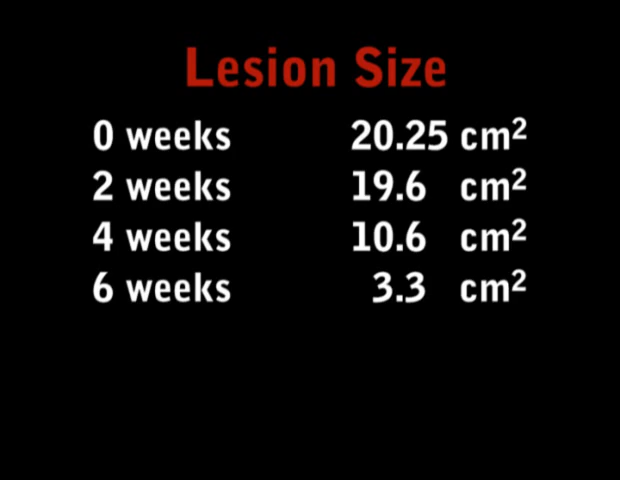 Lesion Size
0 weeks 20.25 cm²
2 weeks 19.6 cm²
4 weeks 10.6 cm²
6 weeks 3.3 cm²